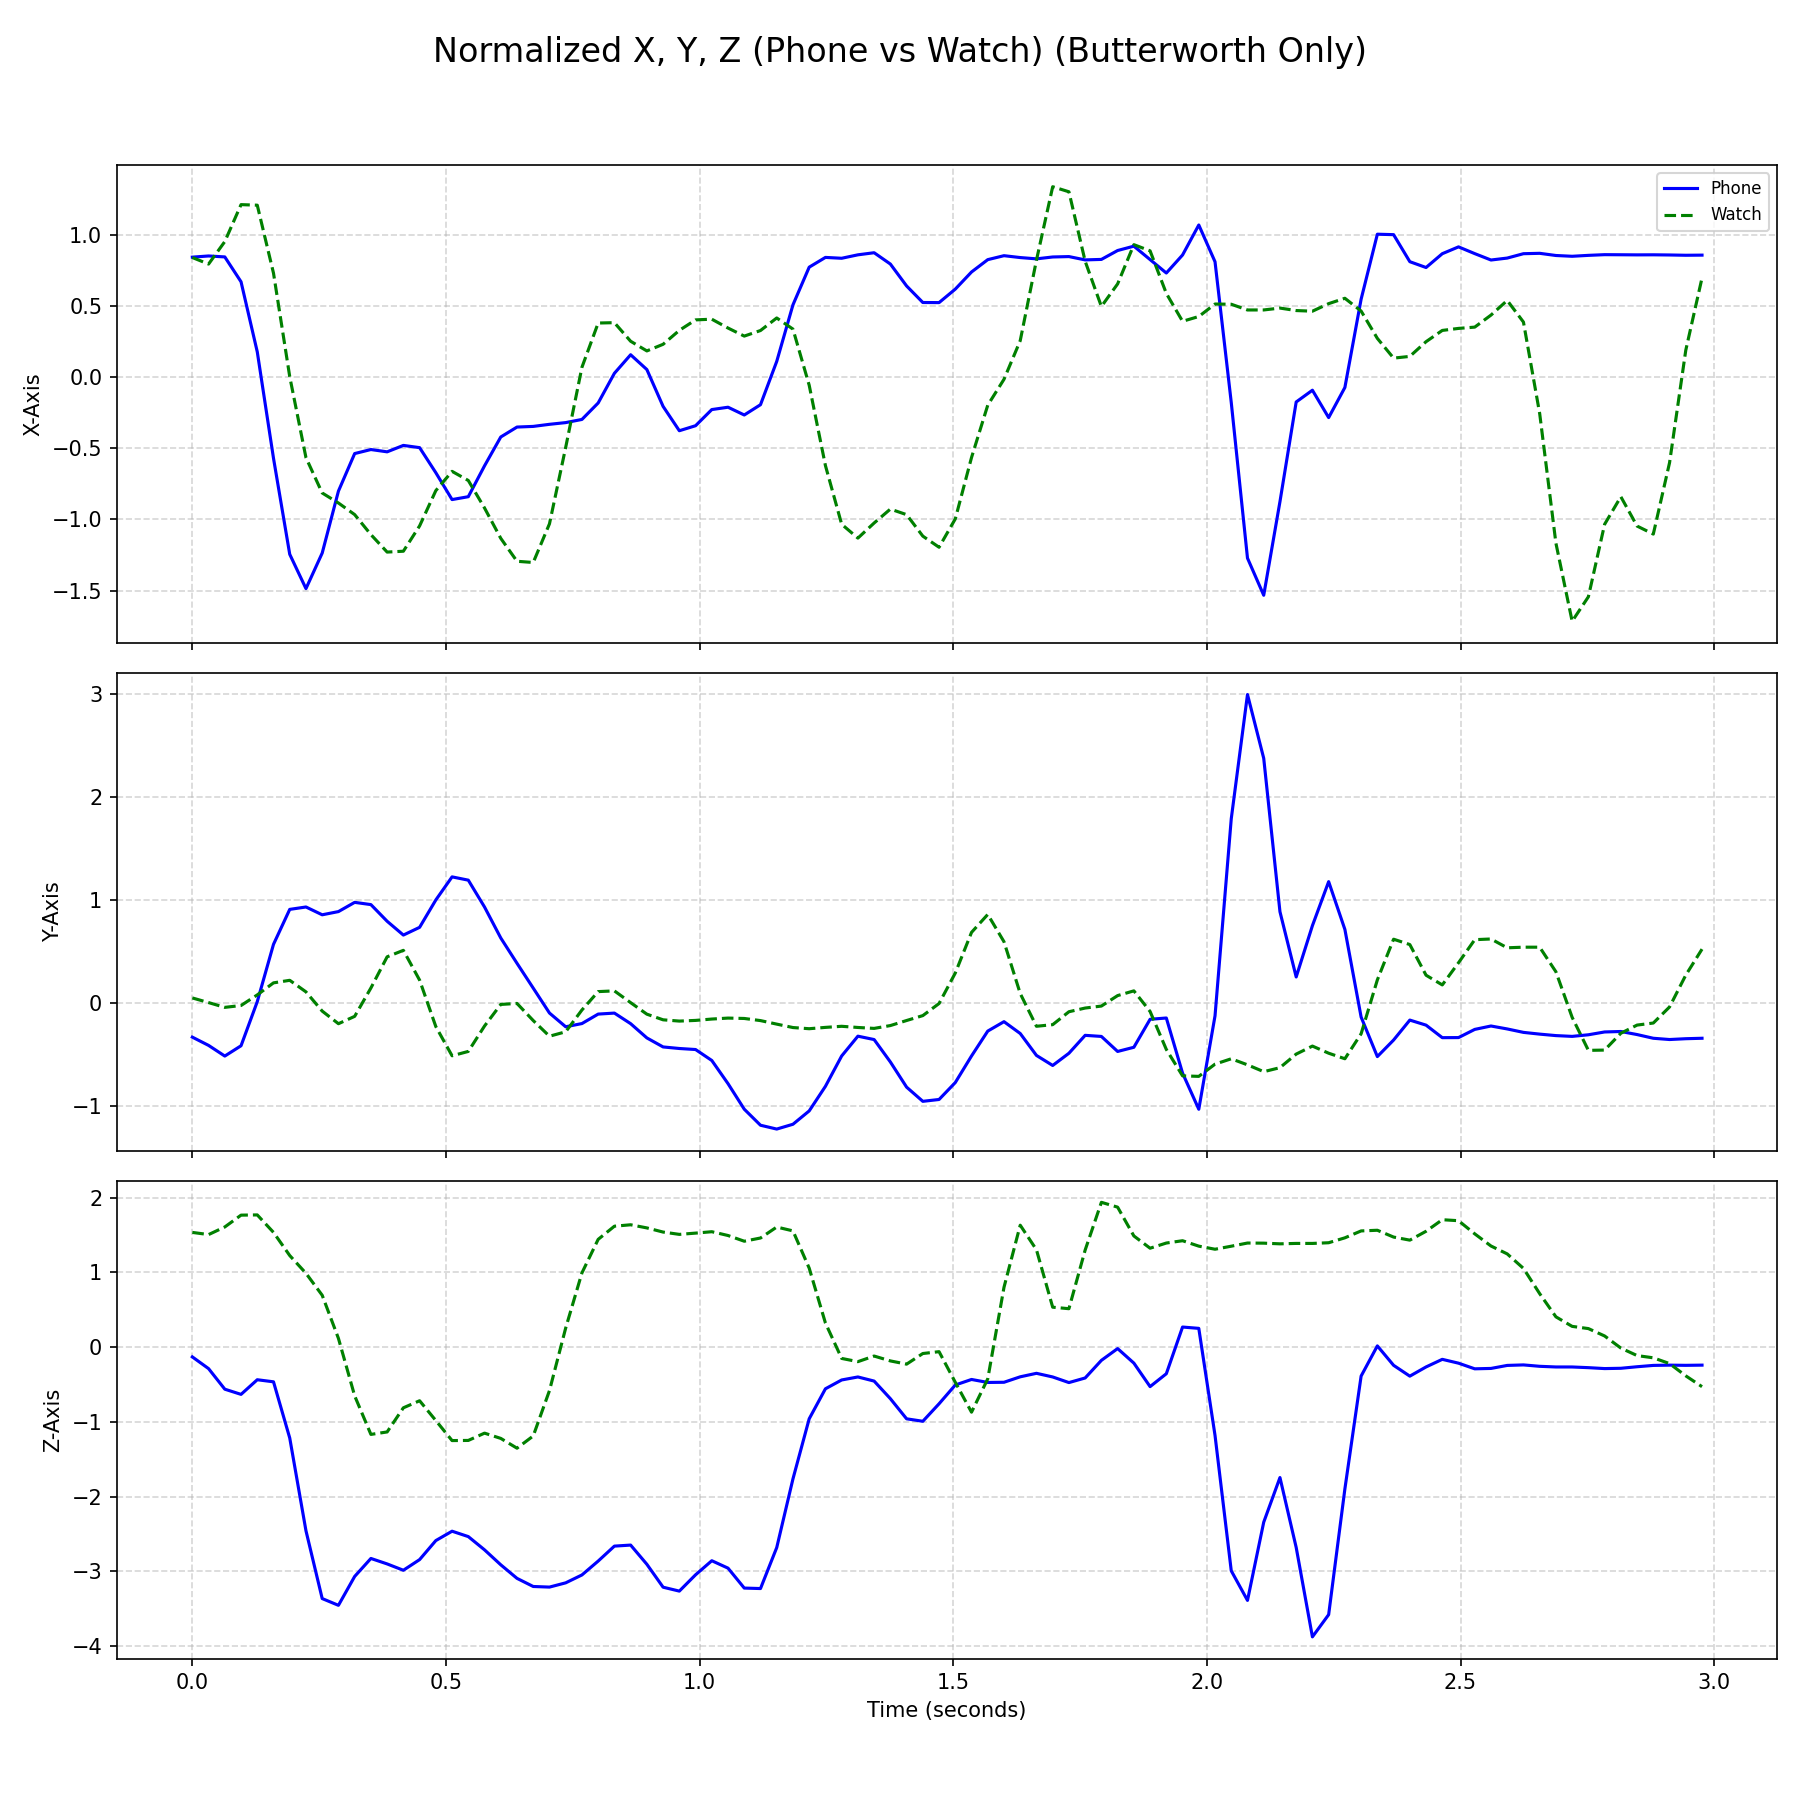 Normalized X, Y, Z (Phone vs Watch) (Butterworth Only)
Phone
Watch
X-Axis
1.0
0.5
0.0
−0.5
−1.0
−1.5
Y-Axis
3
2
1
0
−1
Z-Axis
2
1
0
−1
−2
−3
−4
0.0 0.5 1.0 1.5 2.0 2.5 3.0
Time (seconds)